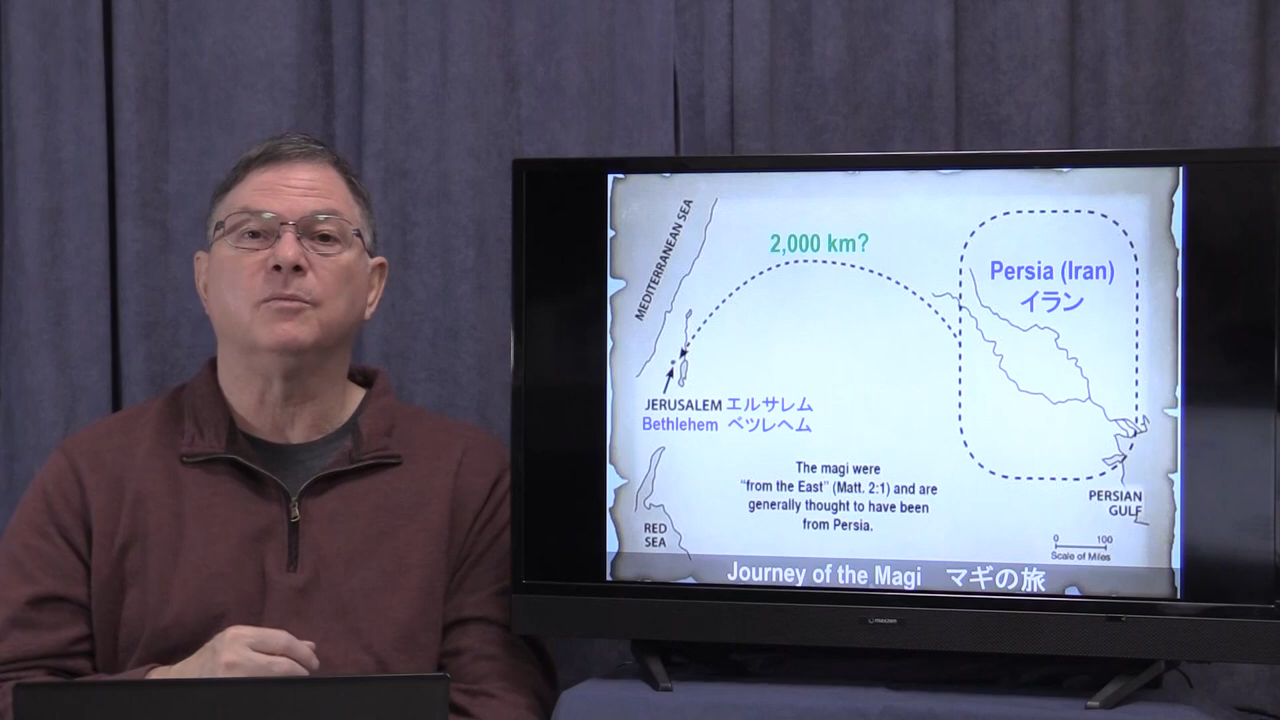 MEDITERRANEAN SEA
2,000 km?
Persia (Iran)
イラン
JERUSALEM エルサレム
Bethlehem ベツレヘム
The magi were
“from the East” (Matt. 2:1) and are
generally thought to have been
from Persia.
RED
SEA
PERSIAN
GULF
0 100
Scale of Miles
Journey of the Magi マギの旅